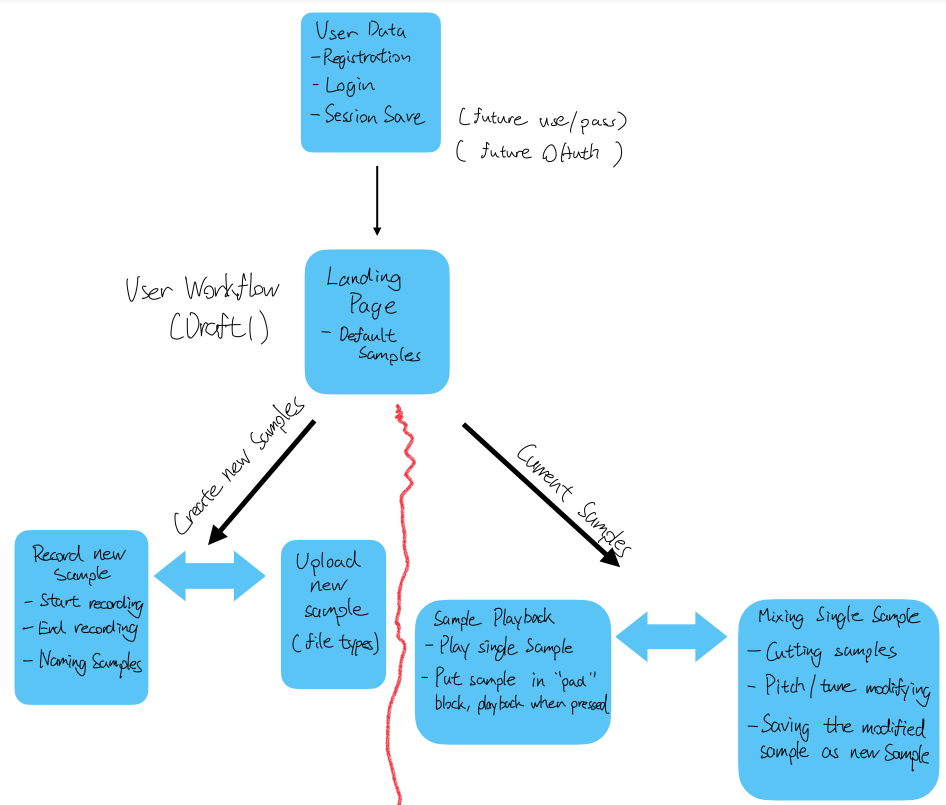 User Data
- Registration
- Login
- Session Save
(future use/pass)
( future OAuth )
User Workflow
(Draft1)
Landing
Page
- Default
Samples
Create new Samples
Current Samples
Record new
sample
- Start recording
- End recording
- Naming Samples
Upload
new
sample
(file types)
Sample Playback
- Play single Sample
- Put sample in "pad"
block, playback when pressed
Mixing Single Sample
- Cutting samples
- Pitch/tune modifying
- Saving the modified
sample as new Sample